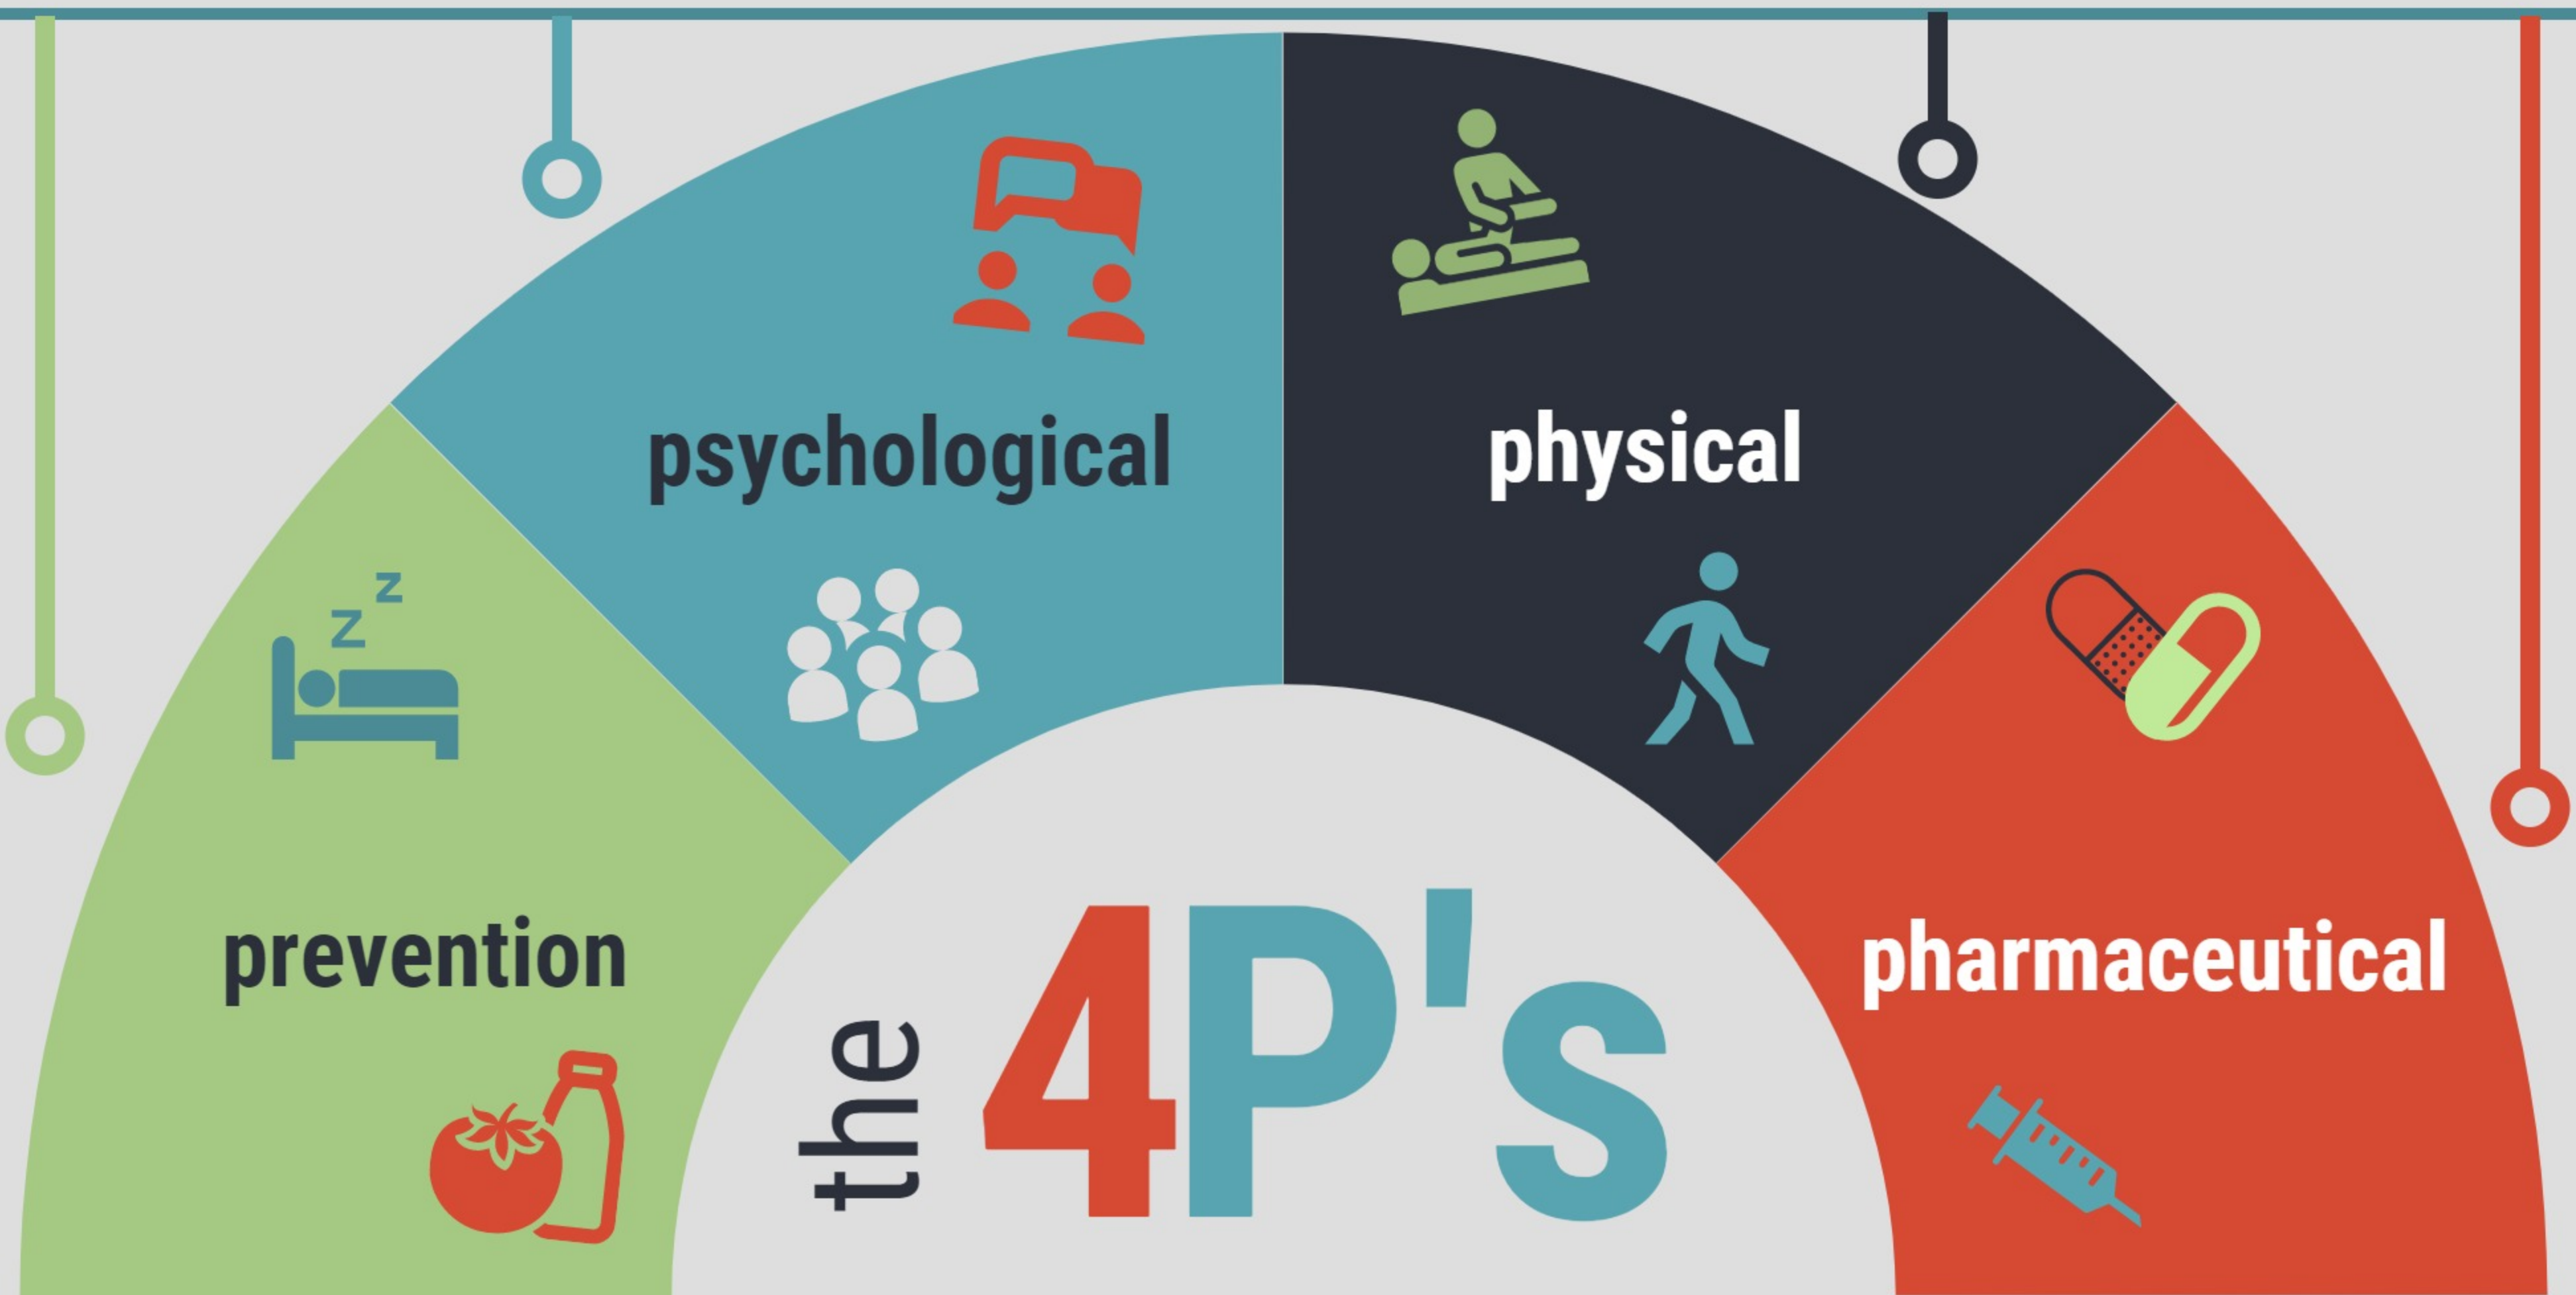 psychological
physical
z
z
prevention
pharmaceutical
the 4P's